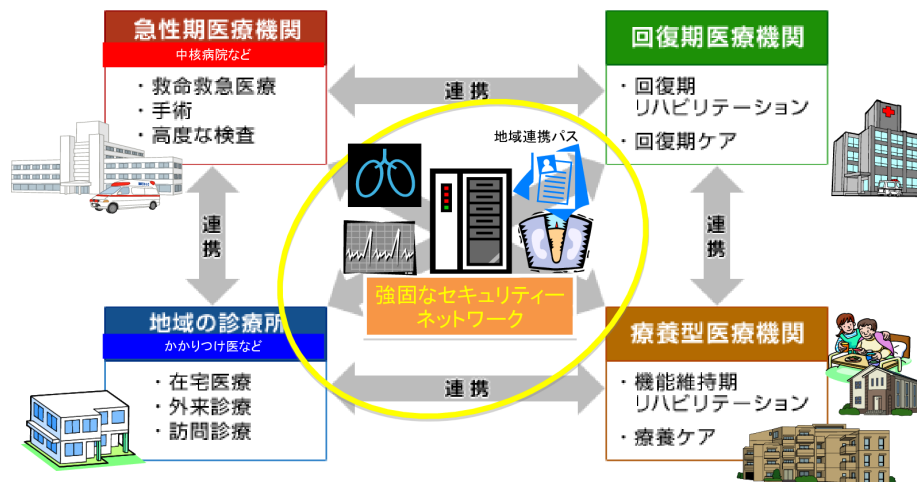 急性期医療機関
中核病院など
・救命救急医療
・手術
・高度な検査
連携
回復期医療機関
・回復期
リハビリテーション
・回復期ケア
地域連携パス
連携
連携
強固なセキュリティー
ネットワーク
地域の診療所
かかりつけ医など
・在宅医療
・外来診療
・訪問診療
連携
療養型医療機関
・機能維持期
リハビリテーション
・療養ケア